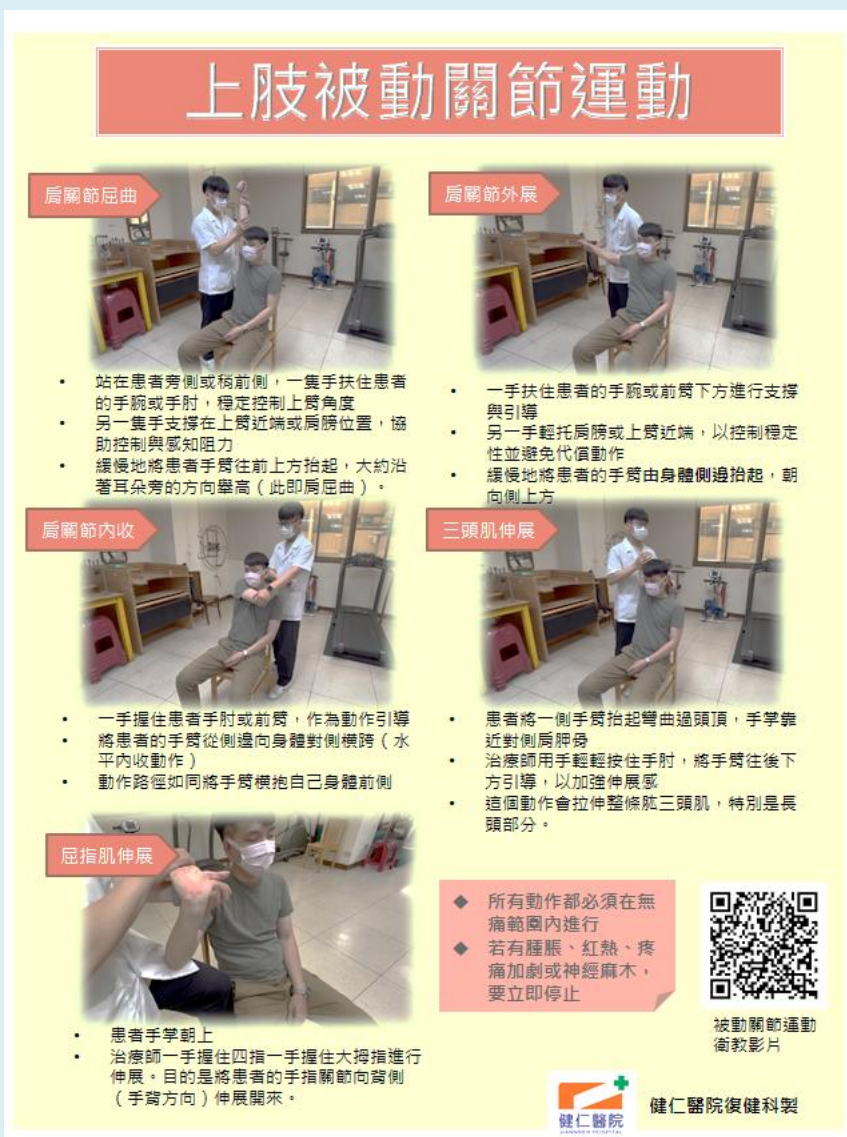 上肢被動關節運動
肩關節屈曲
• 站在患者旁側或稍前側，一隻手扶住患者
的手腕或手肘，穩定控制上臂角度
• 另一隻手支撐在上臂近端或肩膀位置，協
助控制與感知阻力
• 緩慢地將患者手臂往前上方抬起，大約沿
著耳朵旁的方向舉高（此即肩屈曲）。
肩關節外展
• 一手扶住患者的手腕或前臂下方進行支撐
與引導
• 另一手輕托肩膀或上臂近端，以控制穩定
性並避免代償動作
• 緩慢地將患者的手臂由身體側邊抬起，朝
向側上方
肩關節內收
• 一手握住患者手肘或前臂，作為動作引導
• 將患者的手臂從側邊向身體對側橫跨（水
平內收動作）
• 動作路徑如同將手臂橫抱自己身體前側
三頭肌伸展
• 患者將一側手臂抬起彎曲過頭頂，手掌靠
近對側肩胛骨
• 治療師用手輕輕按住手肘，將手臂往後下
方引導，以加強伸展感
• 這個動作會拉伸整條肱三頭肌，特別是長
頭部分。
屈指肌伸展
• 患者手掌朝上
• 治療師一手握住四指一手握住大拇指進行
伸展。目的是將患者的手指關節向背側
（手背方向）伸展開來。
◆ 所有動作都必須在無
痛範圍內進行
◆ 若有腫脹、紅熱、疼
痛加劇或神經麻木，
要立即停止
被動關節運動
衛教影片
健仁醫院
健仁醫院復健科製